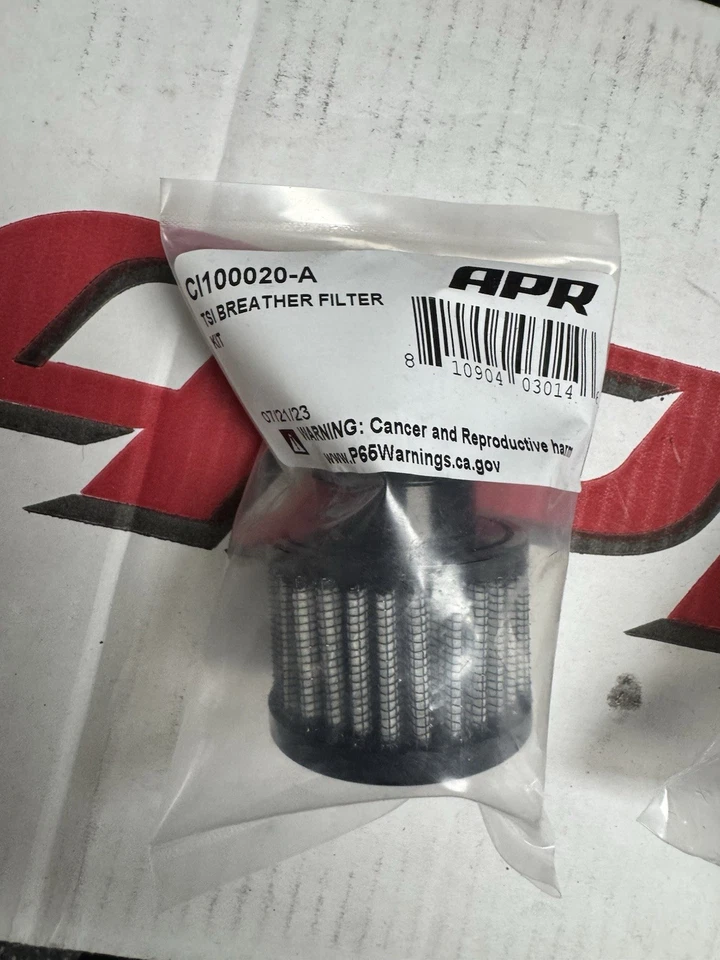 CI100020-A
TSI BREATHER FILTER
KIT
APR
8 10904 03014
07/21/23
WARNING: Cancer and Reproductive harm
www.P65Warnings.ca.gov